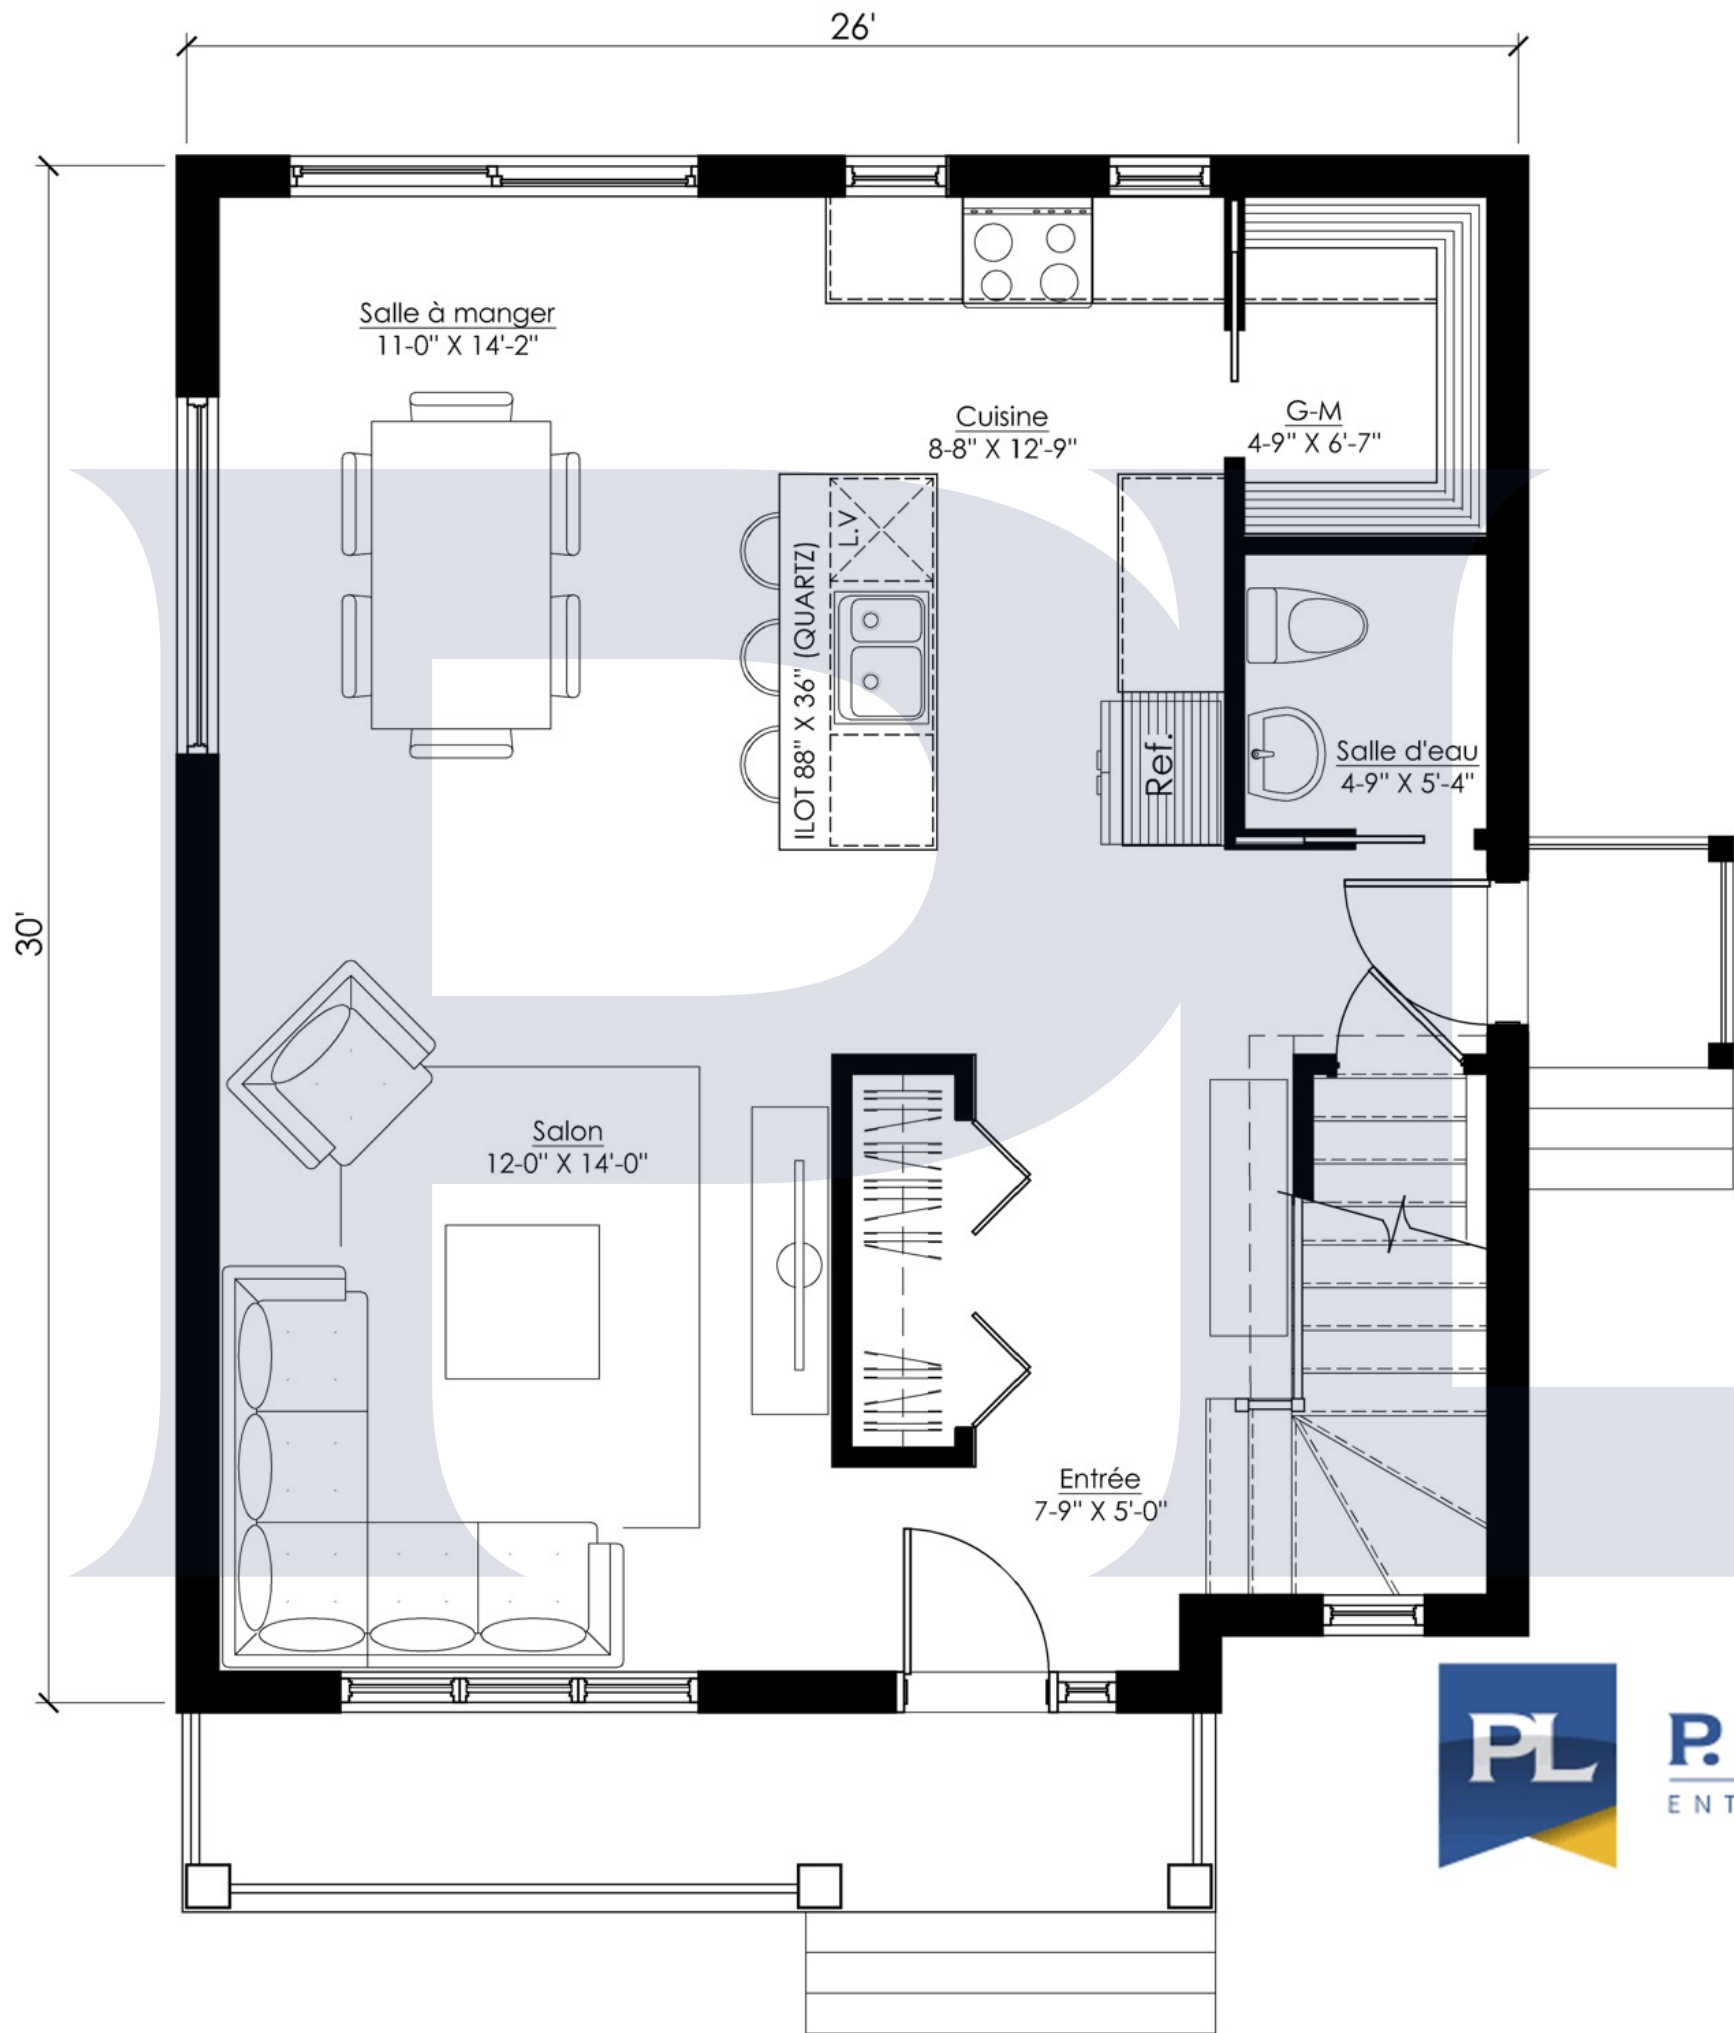 26'
Salle à manger
11-0" X 14'-2"
Cuisine
8-8" X 12'-9"
G-M
4-9" X 6'-7"
L.V
ILOT 88" X 36" (QUARTZ)
Ref.
Salle d'eau
4-9" X 5'-4"
30'
Salon
12-0" X 14'-0"
Entrée
7-9" X 5'-0"
PL
P.
ENT